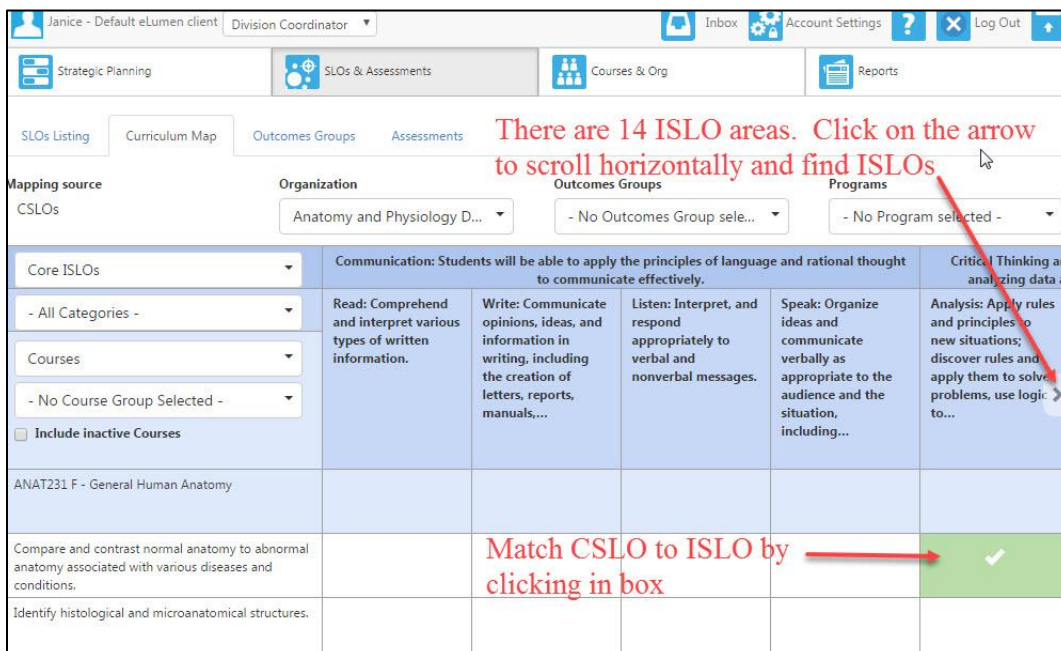 Janice - Default eLumen client
Division Coordinator
Inbox
Account Settings
?
Log Out
Strategic Planning
SLOs & Assessments
Courses & Org
Reports
SLOs Listing
Curriculum Map
Outcomes Groups
Assessments
There are 14 ISLO areas. Click on the arrow
to scroll horizontally and find ISLOs
Mapping source
CSLOs
Organization
Anatomy and Physiology D...
Outcomes Groups
- No Outcomes Group sele...
Programs
- No Program selected -
Core ISLOs
- All Categories -
Courses
- No Course Group Selected -
Include inactive Courses
Communication: Students will be able to apply the principles of language and rational thought
to communicate effectively.
Critical Thinking a
analyzing data a
Read: Comprehend
and interpret various
types of written
information.
Write: Communicate
opinions, ideas, and
information in
writing, including
the creation of
letters, reports,
manuals,...
Listen: Interpret, and
respond
appropriately to
verbal and
nonverbal messages.
Speak: Organize
ideas and
communicate
verbally as
appropriate to the
audience and the
situation,
including...
Analysis: Apply rules
and principles to
new situations;
discover rules and
apply them to solve
problems, use logic
to...
ANAT231 F - General Human Anatomy
Compare and contrast normal anatomy to abnormal
anatomy associated with various diseases and
conditions.
Match CSLO to ISLO by
clicking in box
Identify histological and microanatomical structures.